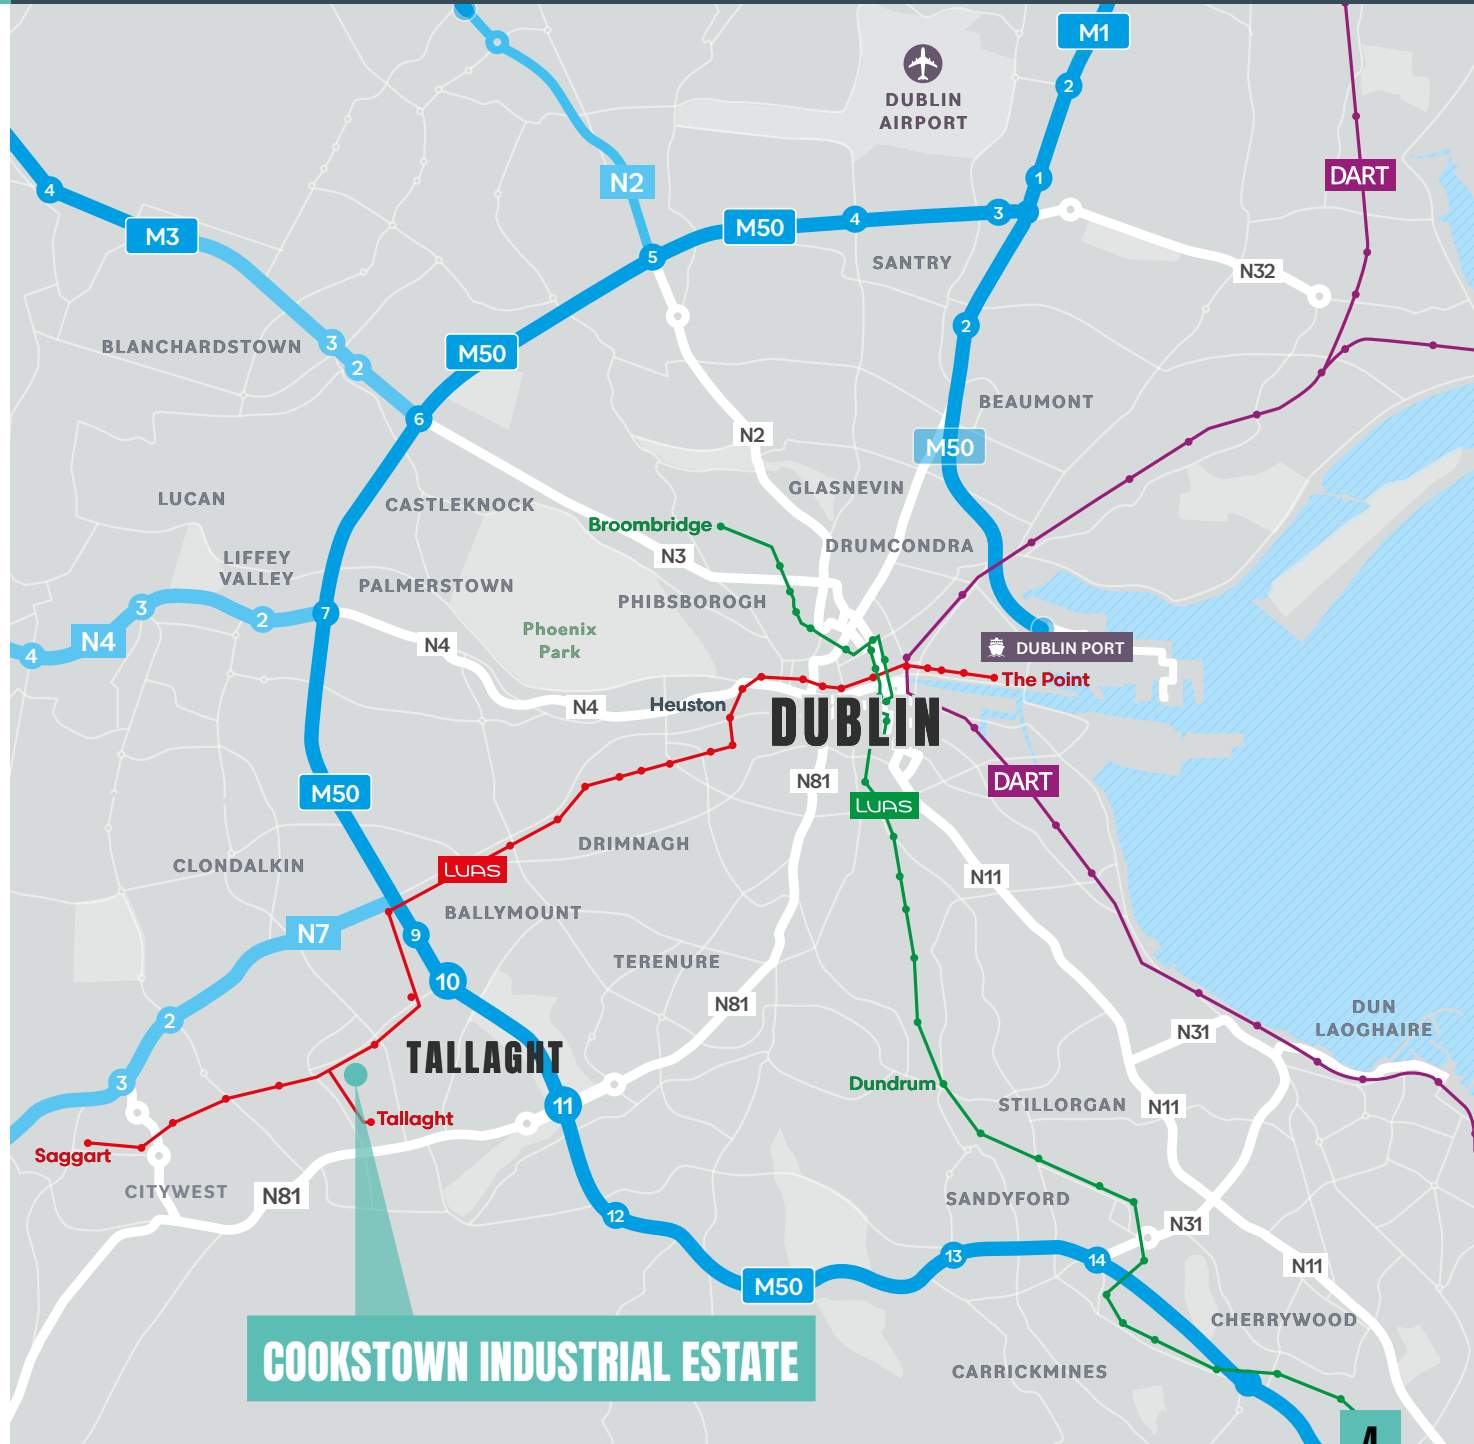 M1
2
DUBLIN
AIRPORT
N2
DART
4
M3
1
M50
4
3
5
SANTRY
N32
2
BLANCHARDSTOWN
3
2
M50
6
BEAUMONT
N2
M50
GLASNEVIN
LUCAN
CASTLEKNOCK
Broombridge
DRUMCONDRA
N3
LIFFEY
VALLEY
PALMERSTOWN
PHIBSBOROGH
3
2
7
N4
4
N4
Phoenix
Park
DUBLIN PORT
The Point
Heuston
N4
DUBLIN
N81
DART
M50
LUAS
DRIMNAGH
CLONDALKIN
LUAS
N11
BALLYMOUNT
N7
9
TERENURE
10
N81
2
DUN
LAOGHAIRE
N31
TALLAGHT
3
Dundrum
11
STILLORGAN
N11
Tallaght
Saggart
CITYWEST
N81
SANDYFORD
12
N31
13
14
N11
M50
CHERRYWOOD
COOKSTOWN INDUSTRIAL ESTATE
CARRICKMINES
4